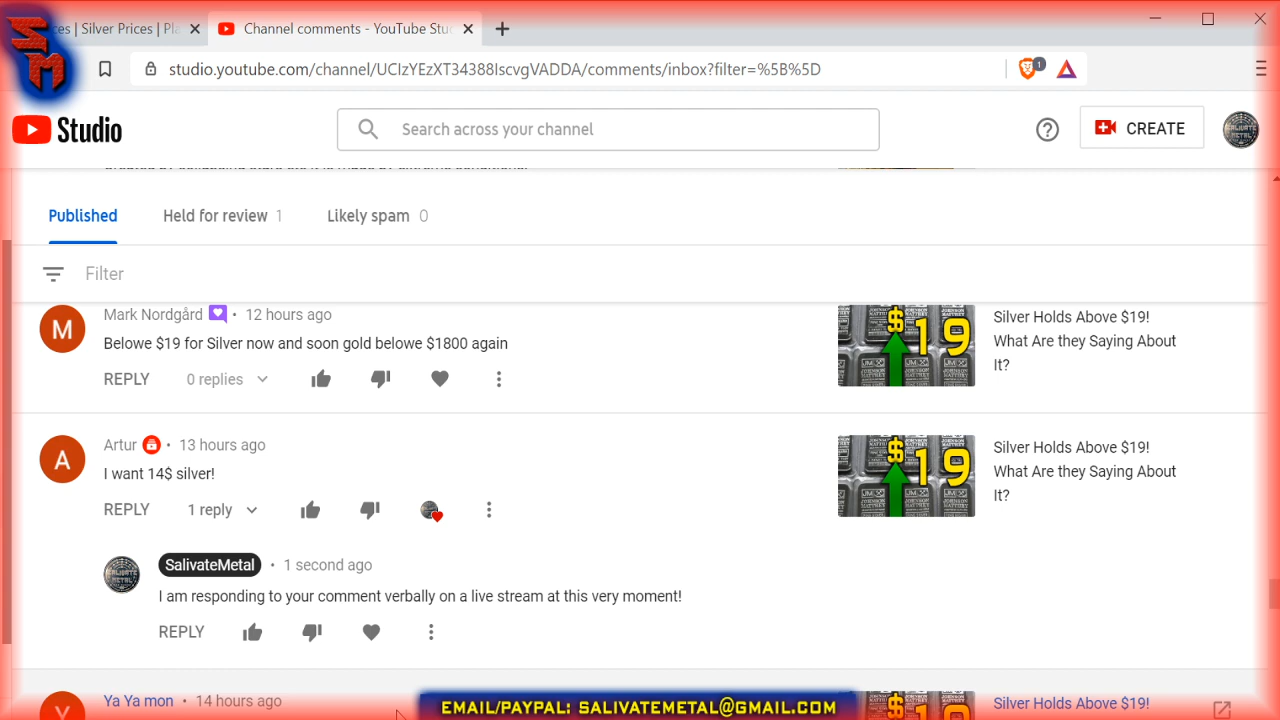 SM
es | Silver Prices | Pla
Channel comments - YouTube Stu
studio.youtube.com/channel/UCIzYEzXT34388IscvgVADDA/comments/inbox?filter=%5B%5D
1
Studio
Search across your channel
CREATE
Published
Held for review 1
Likely spam 0
Filter
Mark Nordgård • 12 hours ago
Belowe $19 for Silver now and soon gold belowe $1800 again
REPLY 0 replies
$19
Silver Holds Above $19!
What Are they Saying About
It?
Artur • 13 hours ago
I want 14$ silver!
REPLY 1 reply
$19
Silver Holds Above $19!
What Are they Saying About
It?
SalivateMetal • 1 second ago
I am responding to your comment verbally on a live stream at this very moment!
REPLY
Ya Ya mon • 14 hours ago
Silver Holds Above $19!
EMAIL/PAYPAL: SALIVATEMETAL@GMAIL.COM